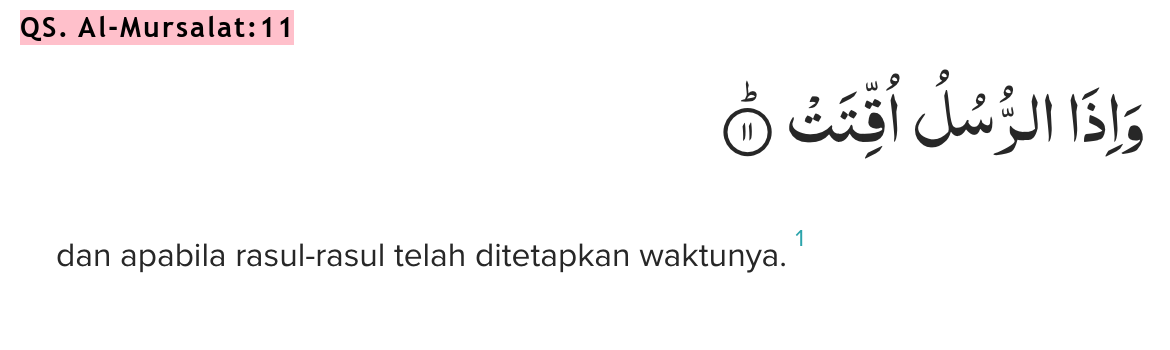 QS. Al-Mursalat:11
وَاِذَا الرُّسُلُ اُقِّتَتْۗ ۝١١
dan apabila rasul-rasul telah ditetapkan waktunya. 1